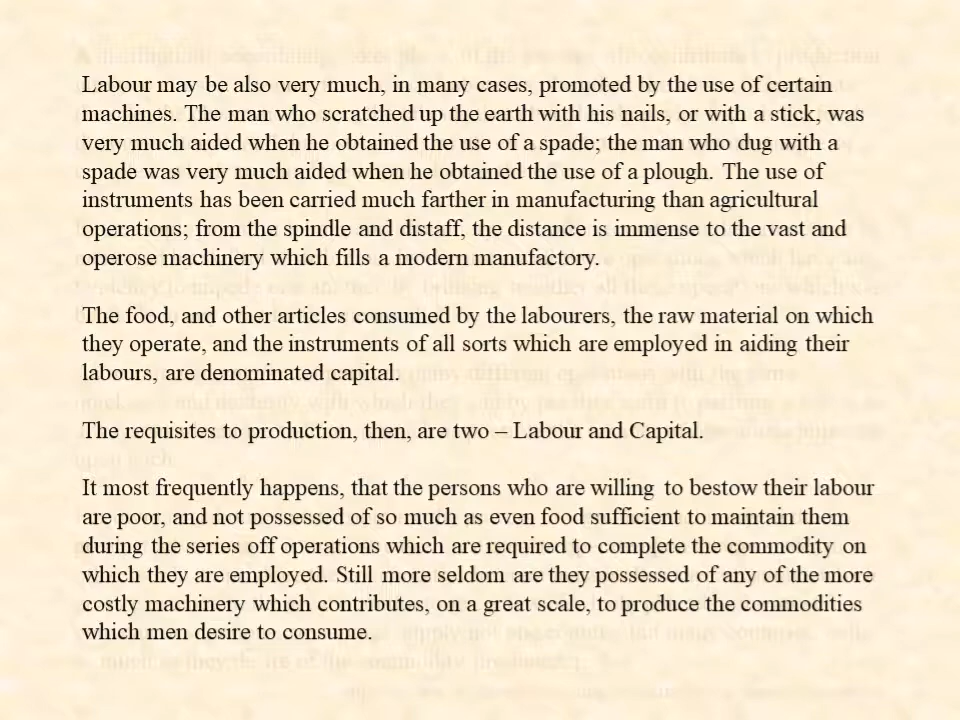 Labour may be also very much, in many cases, promoted by the use of certain
machines. The man who scratched up the earth with his nails, or with a stick, was
very much aided when he obtained the use of a spade; the man who dug with a
spade was very much aided when he obtained the use of a plough. The use of
instruments has been carried much farther in manufacturing than agricultural
operations; from the spindle and distaff, the distance is immense to the vast and
operose machinery which fills a modern manufactory.
The food, and other articles consumed by the labourers, the raw material on which
they operate, and the instruments of all sorts which are employed in aiding their
labours, are denominated capital.
The requisites to production, then, are two – Labour and Capital.
It most frequently happens, that the persons who are willing to bestow their labour
are poor, and not possessed of so much as even food sufficient to maintain them
during the series off operations which are required to complete the commodity on
which they are employed. Still more seldom are they possessed of any of the more
costly machinery which contributes, on a great scale, to produce the commodities
which men desire to consume.